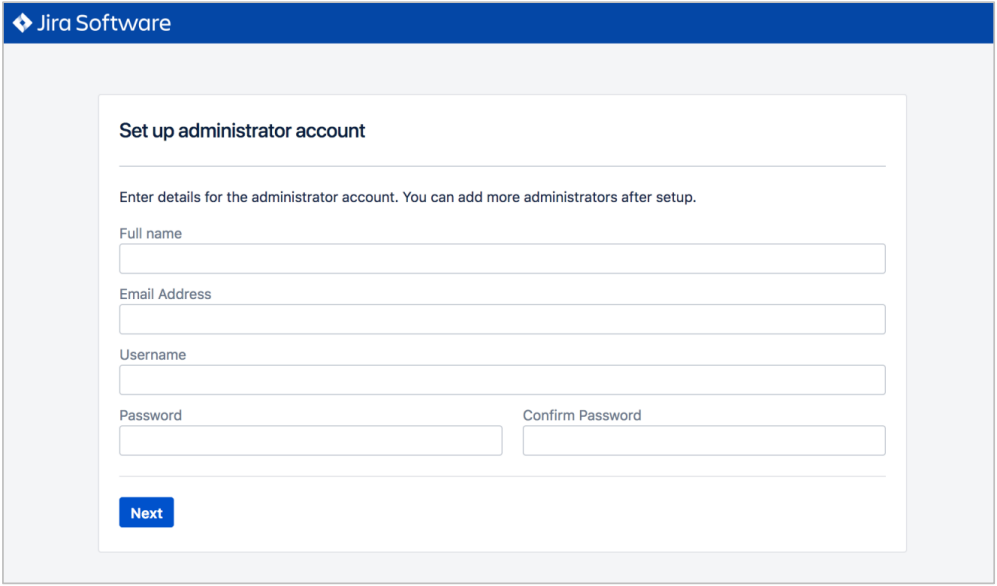 Jira Software
Set up administrator account
Enter details for the administrator account. You can add more administrators after setup.
Full name
Email Address
Username
Password
Confirm Password
Next